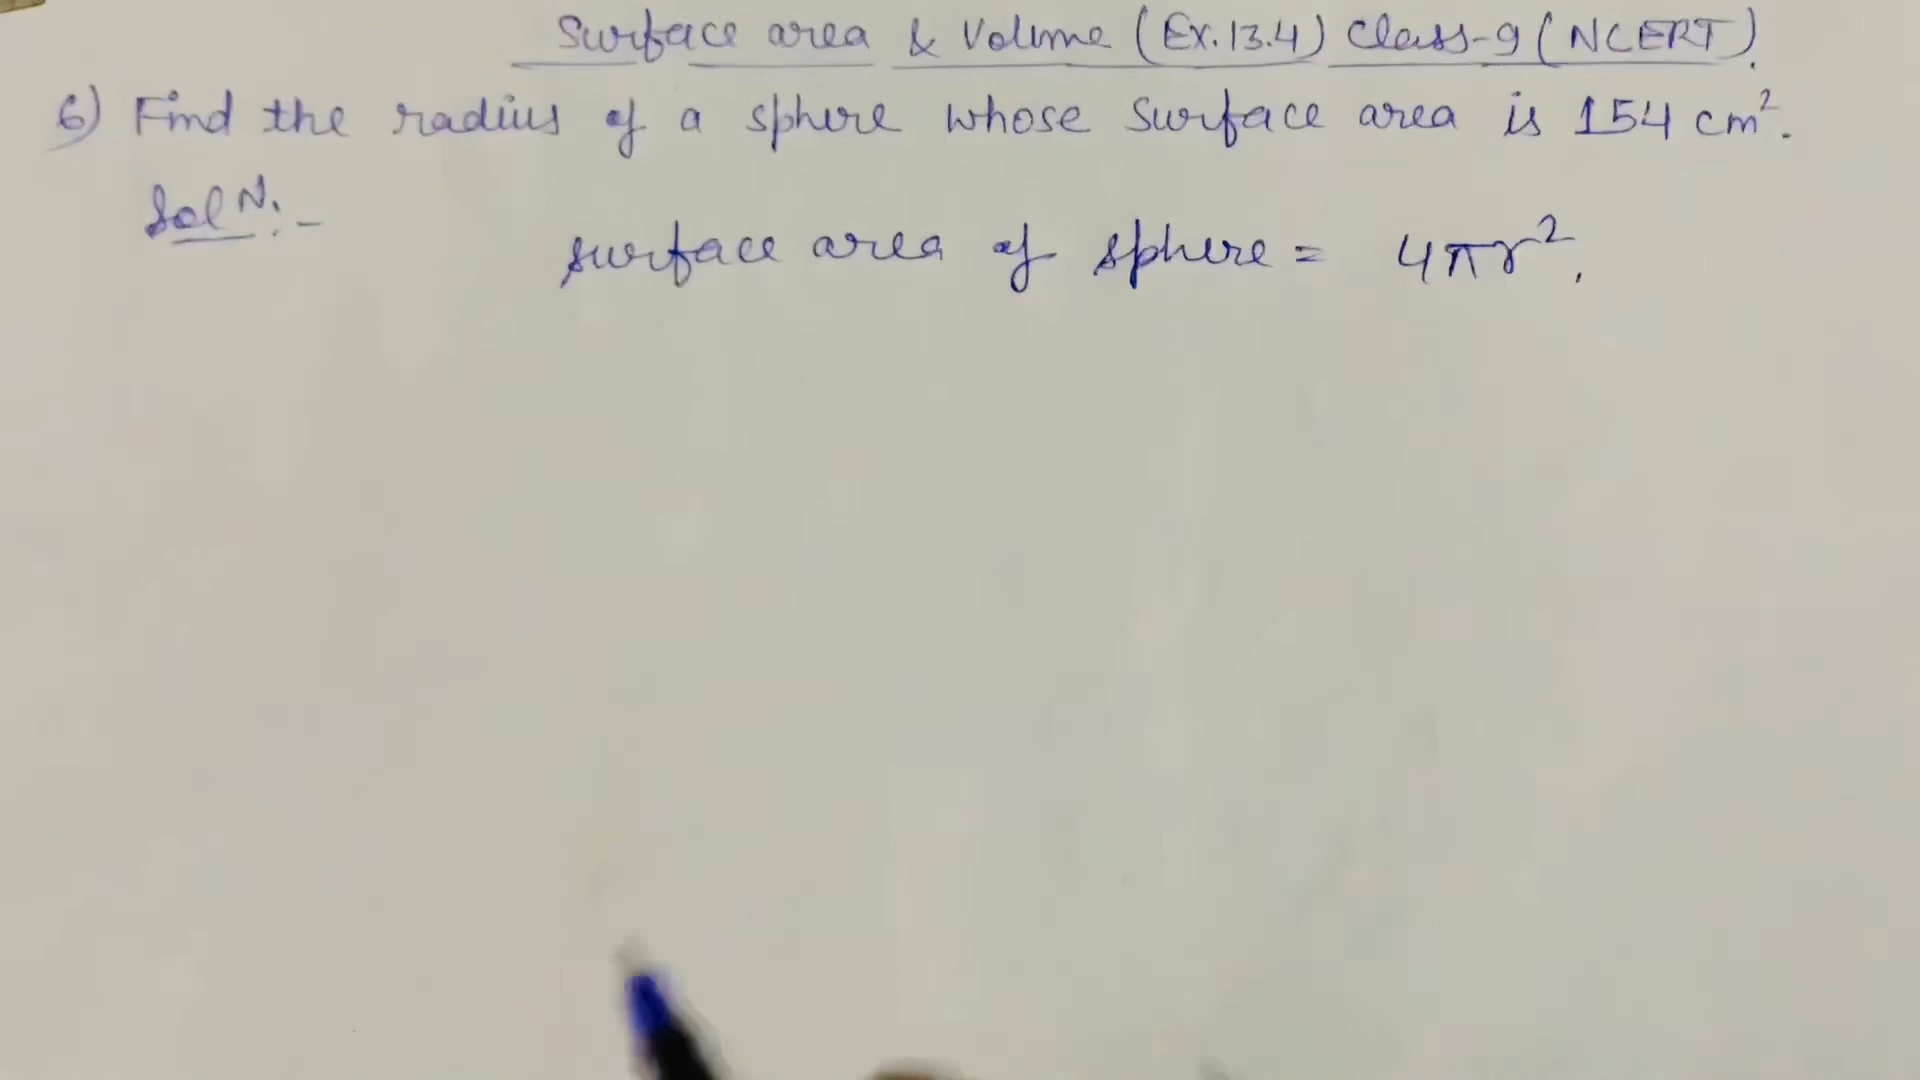 Surface area & Volume (Ex.13.4) Class-9 (NCERT).
6) Find the radius of a sphere whose surface area is 154 cm².
SolN:-
surface area of sphere = 4πr².